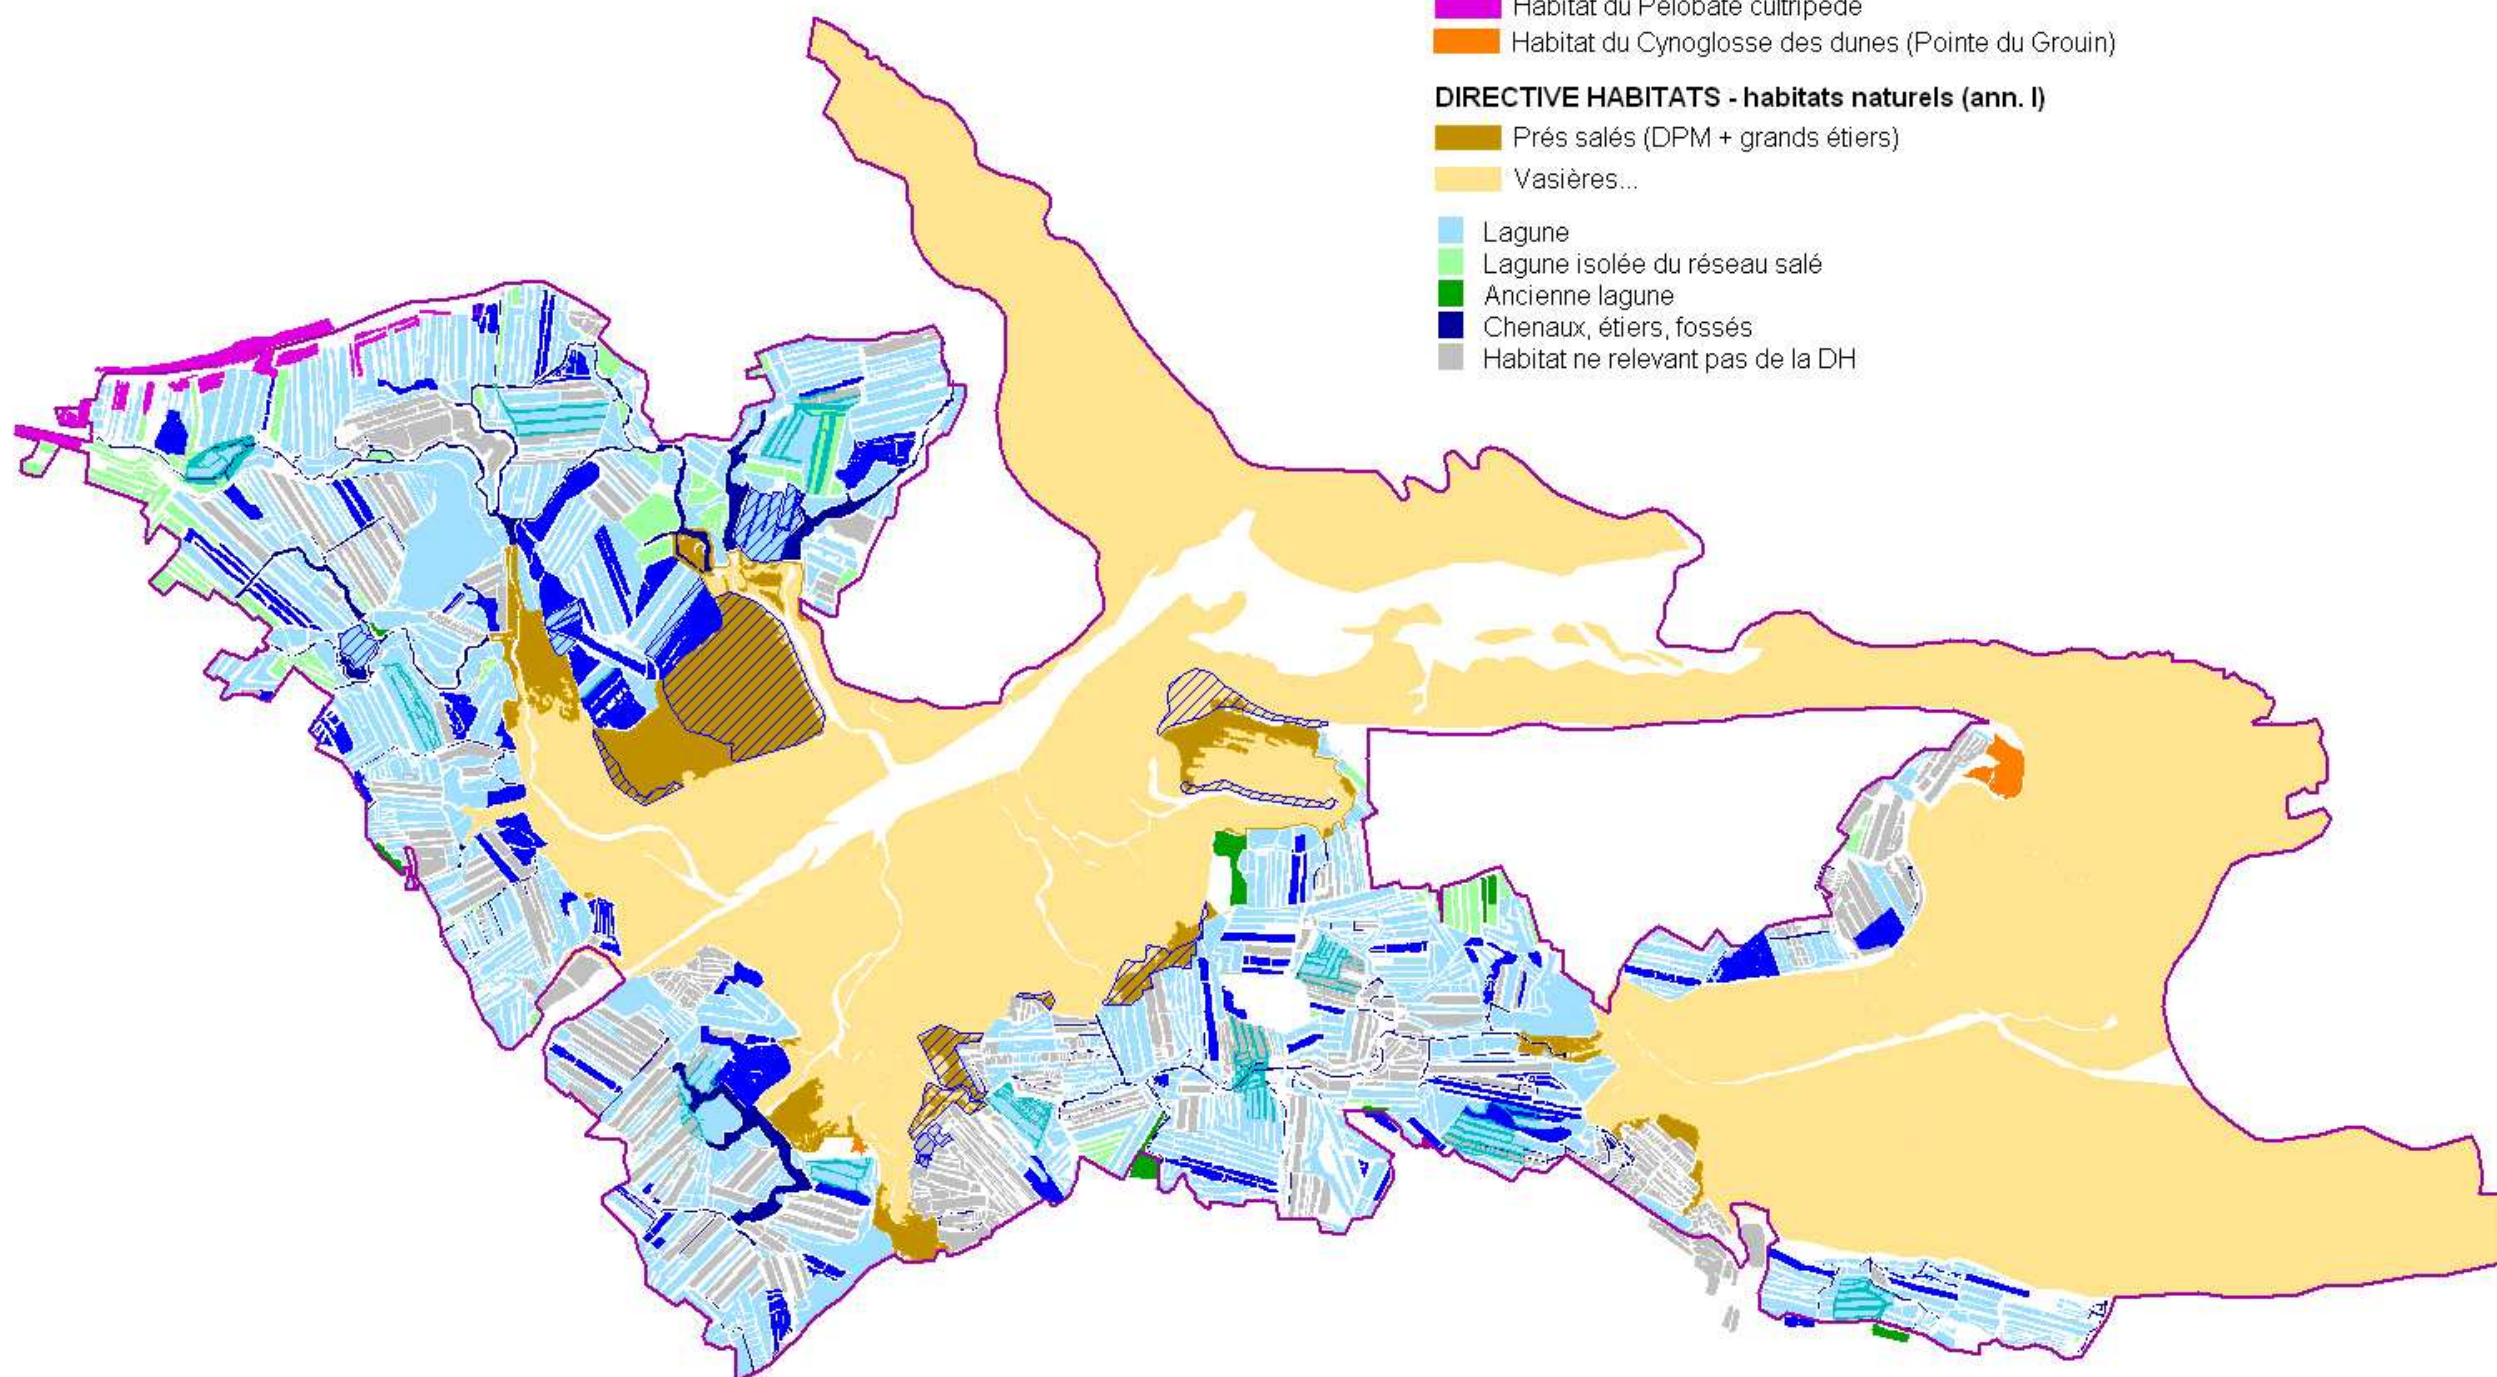 Habitat du Pélobate cultripède
Habitat du Cynoglosse des dunes (Pointe du Grouin)
DIRECTIVE HABITATS - habitats naturels (ann. I)
Prés salés (DPM + grands étiers)
Vasières...
Lagune
Lagune isolée du réseau salé
Ancienne lagune
Chenaux, étiers, fossés
Habitat ne relevant pas de la DH